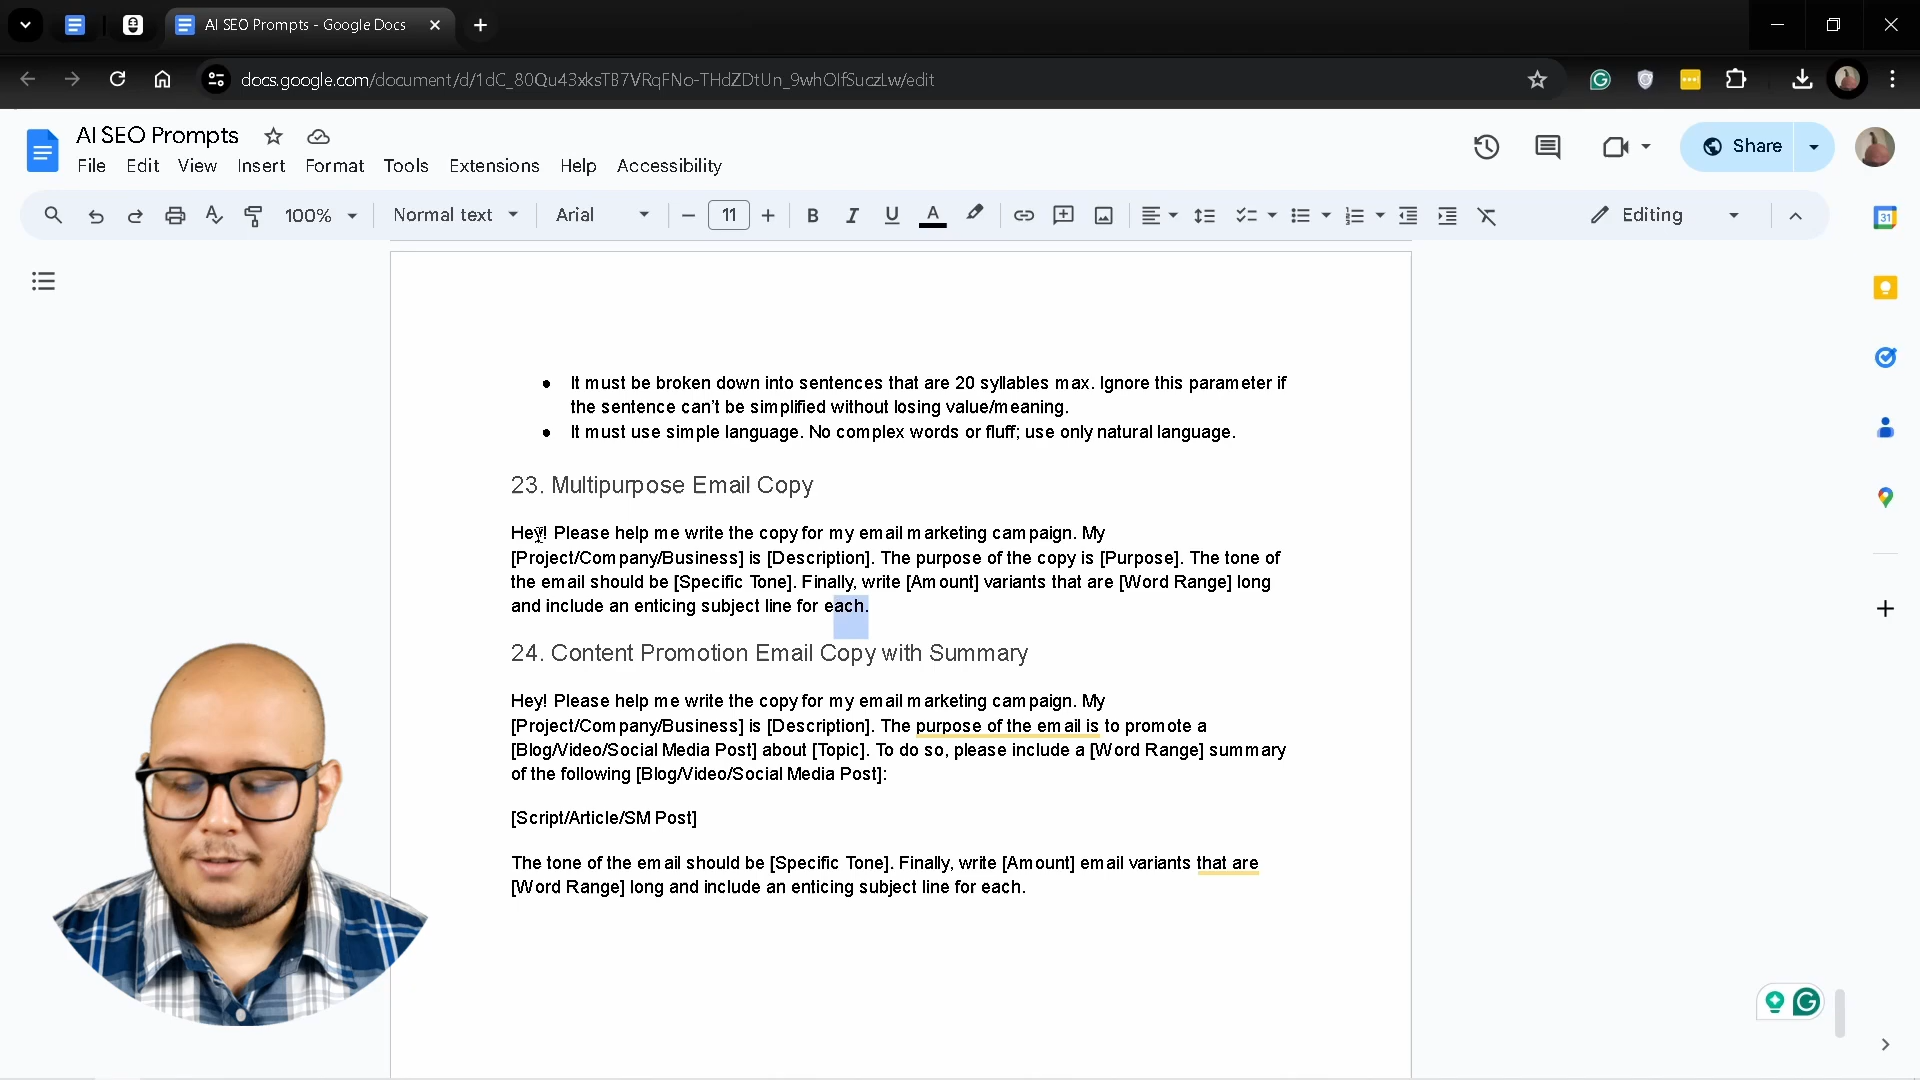 AI SEO Prompts - Google Docs
docs.google.com/document/d/1dC_80Qu43xksTB7VRqFNo-THdZDtUn_9whOlfSuczLw/edit
AI SEO Prompts
File Edit View Insert Format Tools Extensions Help Accessibility
Share
100% Normal text Arial 11 B I U A Editing
31
It must be broken down into sentences that are 20 syllables max. Ignore this parameter if
the sentence can't be simplified without losing value/meaning.
It must use simple language. No complex words or fluff; use only natural language.
23. Multipurpose Email Copy
Hey! Please help me write the copy for my email marketing campaign. My
[Project/Company/Business] is [Description]. The purpose of the copy is [Purpose]. The tone of
the email should be [Specific Tone]. Finally, write [Amount] variants that are [Word Range] long
and include an enticing subject line for each.
24. Content Promotion Email Copy with Summary
Hey! Please help me write the copy for my email marketing campaign. My
[Project/Company/Business] is [Description]. The purpose of the email is to promote a
[Blog/Video/Social Media Post] about [Topic]. To do so, please include a [Word Range] summary
of the following [Blog/Video/Social Media Post]:
[Script/Article/SM Post]
The tone of the email should be [Specific Tone]. Finally, write [Amount] email variants that are
[Word Range] long and include an enticing subject line for each.